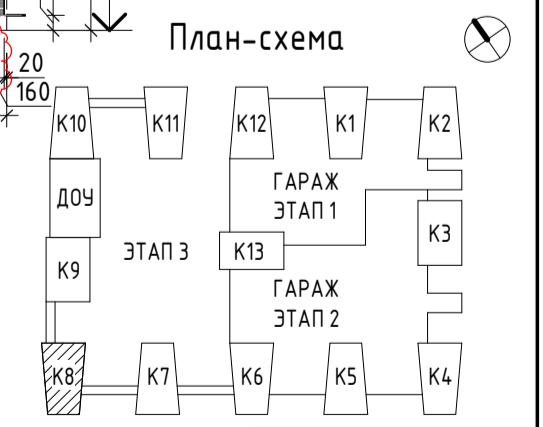 План-схема
20
160
К10
К11
К12
К1
К2
ГАРАЖ
ЭТАП 1
ДОУ
К3
ЭТАП 3
К13
К9
ГАРАЖ
ЭТАП 2
К8
К7
К6
К5
К4